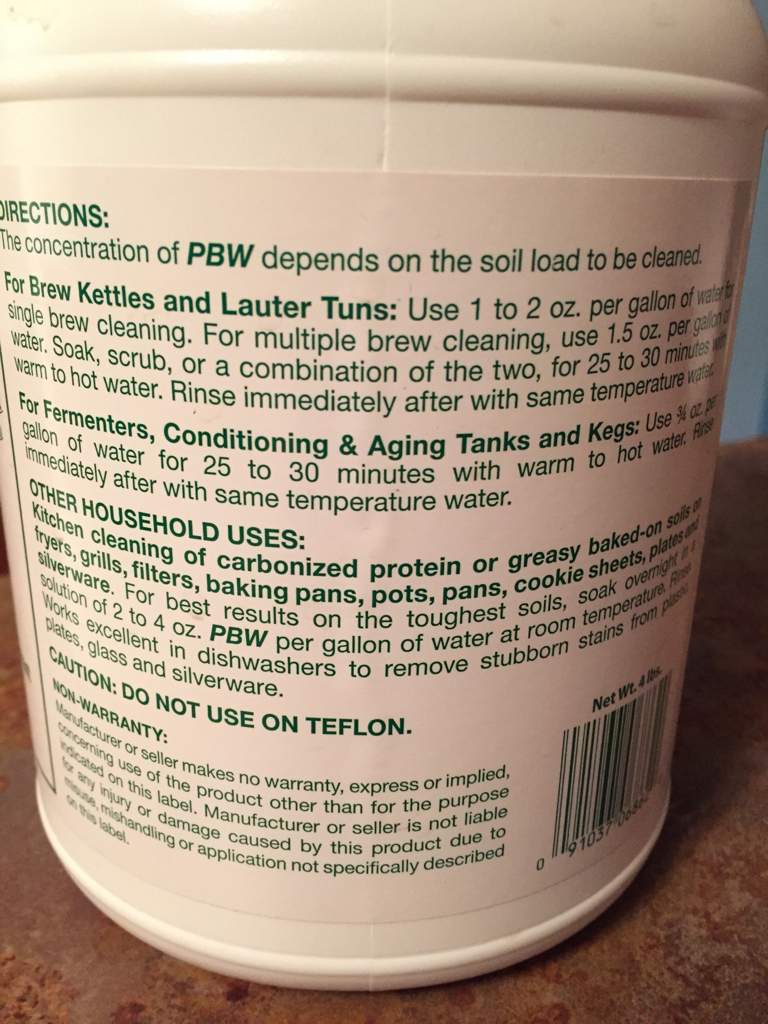 DIRECTIONS:
The concentration of PBW depends on the soil load to be cleaned.
For Brew Kettles and Lauter Tuns: Use 1 to 2 oz. per gallon of water for
single brew cleaning. For multiple brew cleaning, use 1.5 oz. per gallon of
water. Soak, scrub, or a combination of the two, for 25 to 30 minutes with
warm to hot water. Rinse immediately after with same temperature water.
For Fermenters, Conditioning & Aging Tanks and Kegs: Use ¾ oz. per
gallon of water for 25 to 30 minutes with warm to hot water. Rinse
immediately after with same temperature water.
OTHER HOUSEHOLD USES:
Kitchen cleaning of carbonized protein or greasy baked-on soils on
fryers, grills, filters, baking pans, pots, pans, cookie sheets, plates and
silverware. For best results on the toughest soils, soak overnight in a
solution of 2 to 4 oz. PBW per gallon of water at room temperature. Rinse
Works excellent in dishwashers to remove stubborn stains from plastic
plates, glass and silverware.
CAUTION: DO NOT USE ON TEFLON.
Net Wt. 4 lbs.
NON-WARRANTY:
Manufacturer or seller makes no warranty, express or implied,
concerning use of the product other than for the purpose
indicated on this label. Manufacturer or seller is not liable
for any injury or damage caused by this product due to
misuse, mishandling or application not specifically described
on this label.
0 91037